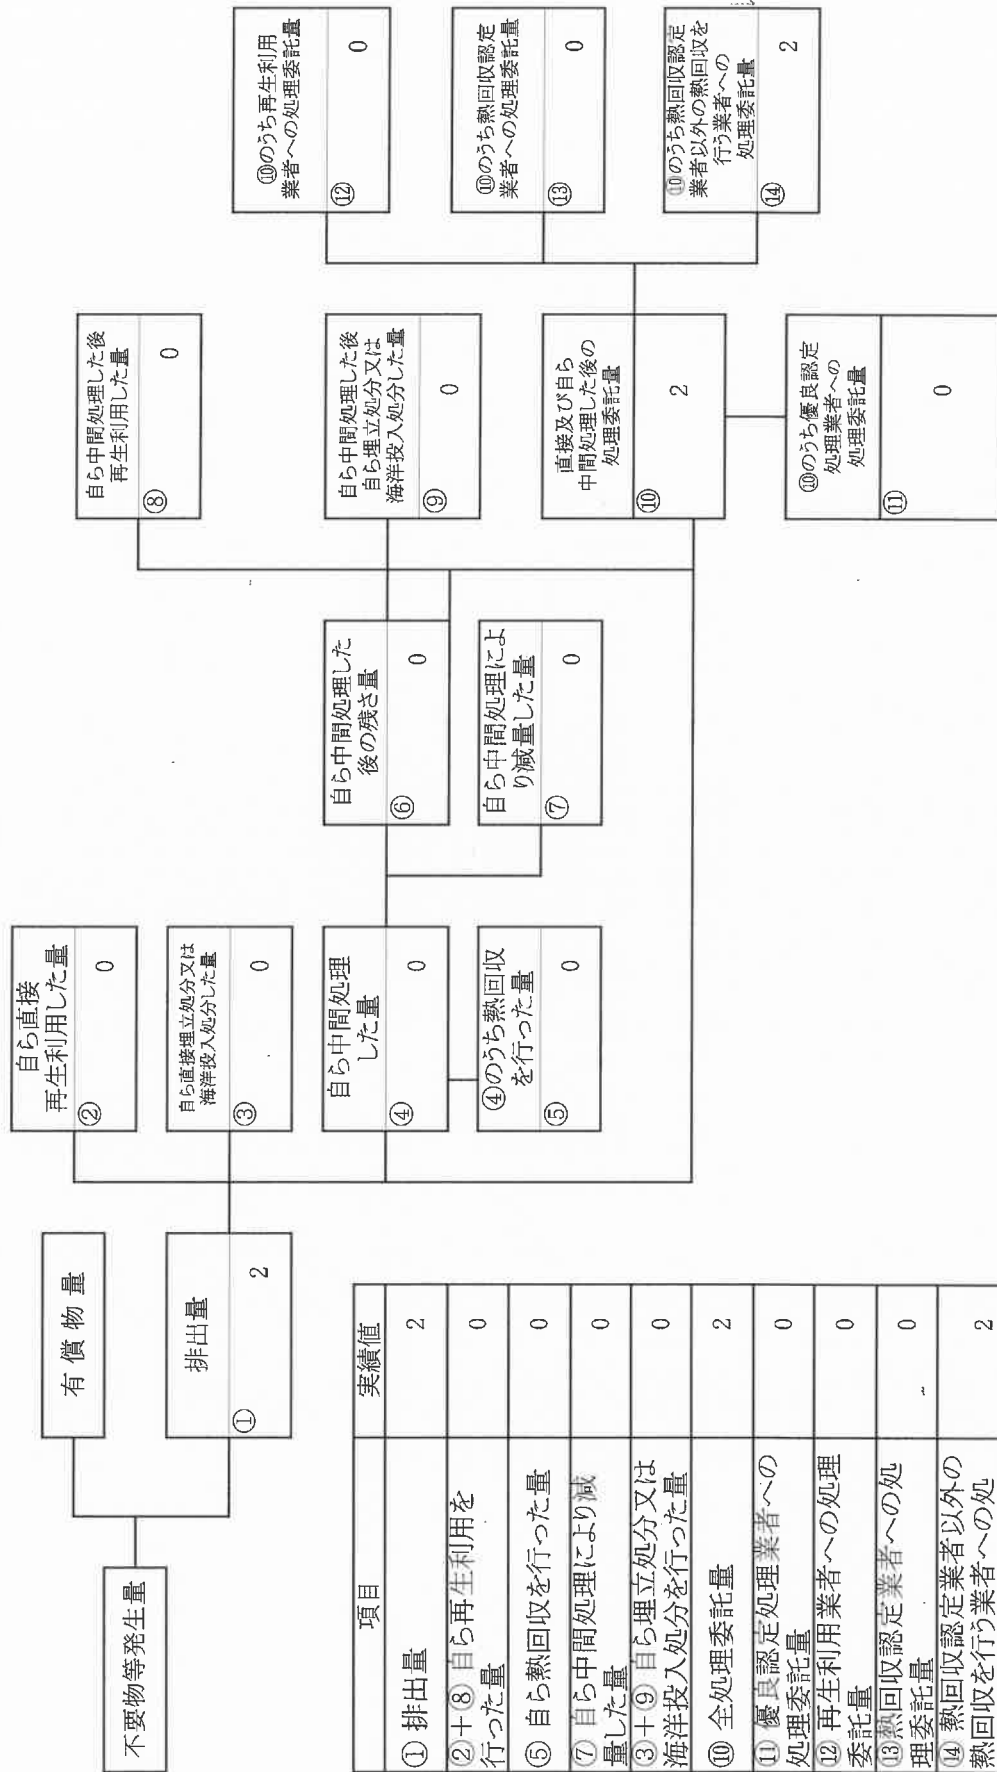 不要物等発生量
有償物量
排出量
①
2
自ら直接
再生利用した量
②
0
自ら直接埋立処分又は
海洋投入処分した量
③
0
自ら中間処理
した量
④
0
④のうち熱回収
を行った量
⑤
0
自ら中間処理した
後の残さ量
⑥
0
自ら中間処理によ
り減量した量
⑦
0
自ら中間処理した後
再生利用した量
⑧
0
自ら中間処理した後
自ら埋立処分又は
海洋投入処分した量
⑨
0
直接及び自ら
中間処理した後の
処理委託量
⑩
2
⑩のうち優良認定
処理業者への
処理委託量
⑪
0
⑩のうち再生利用
業者への処理委託量
⑫
0
⑩のうち熱回収認定
業者への処理委託量
⑬
0
⑩のうち熱回収認定
業者以外の熱回収を
行う業者への
処理委託量
⑭
2
項目 実績値
① 排出量 2
②+⑧ 自ら再生利用を
行った量 0
⑤ 自ら熱回収を行った量 0
⑦ 自ら中間処理により減
量した量 0
③+⑨ 自ら埋立処分又は
海洋投入処分を行った量 0
⑩ 全処理委託量 2
⑪ 優良認定処理業者への
処理委託量 0
⑫ 再生利用業者への処理
委託量 0
⑬熱回収認定業者への処
理委託量 0
⑭ 熱回収認定業者以外の
熱回収を行う業者への処 2